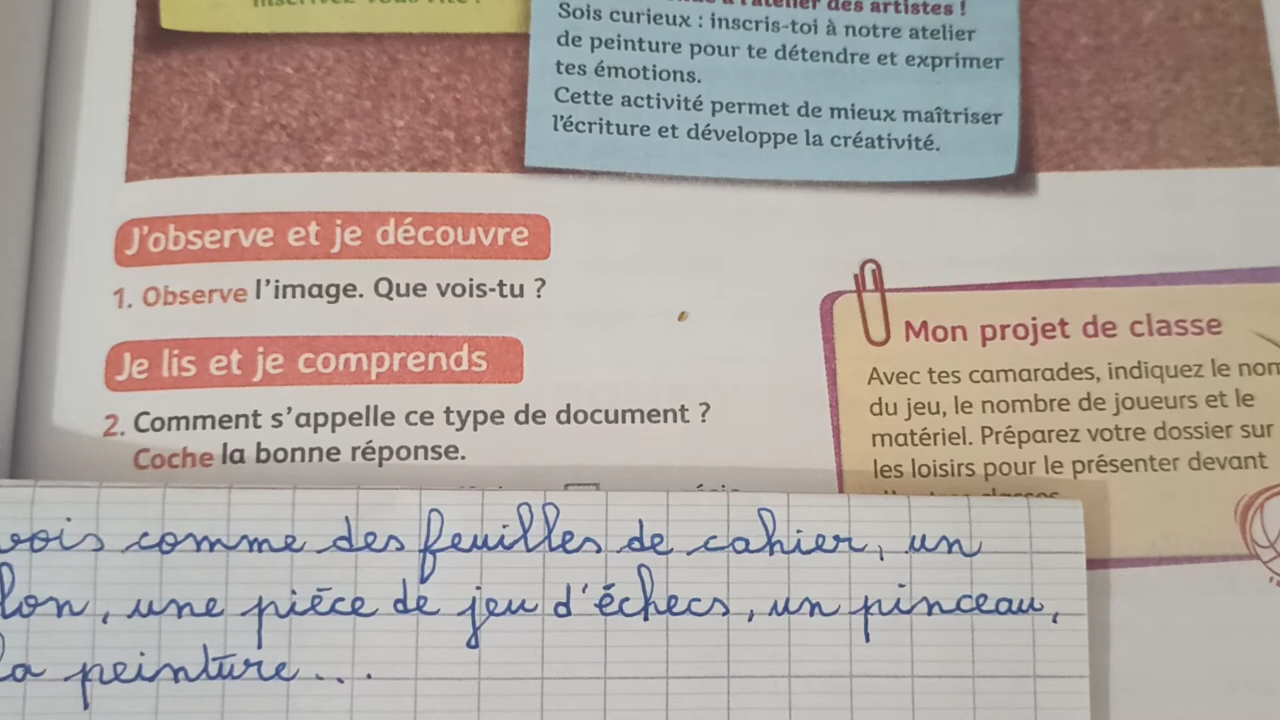 l'atelier des artistes !
Sois curieux : inscris-toi à notre atelier
de peinture pour te détendre et exprimer
tes émotions.
Cette activité permet de mieux maîtriser
l'écriture et développe la créativité.
J'observe et je découvre
1. Observe l'image. Que vois-tu ?
Je lis et je comprends
2. Comment s'appelle ce type de document ?
Coche la bonne réponse.
Mon projet de classe
Avec tes camarades, indiquez le nom
du jeu, le nombre de joueurs et le
matériel. Préparez votre dossier sur
les loisirs pour le présenter devant
vois comme des feuilles de cahier, un
une pièce de jeu d'échecs, un pinceau,
la peinture...